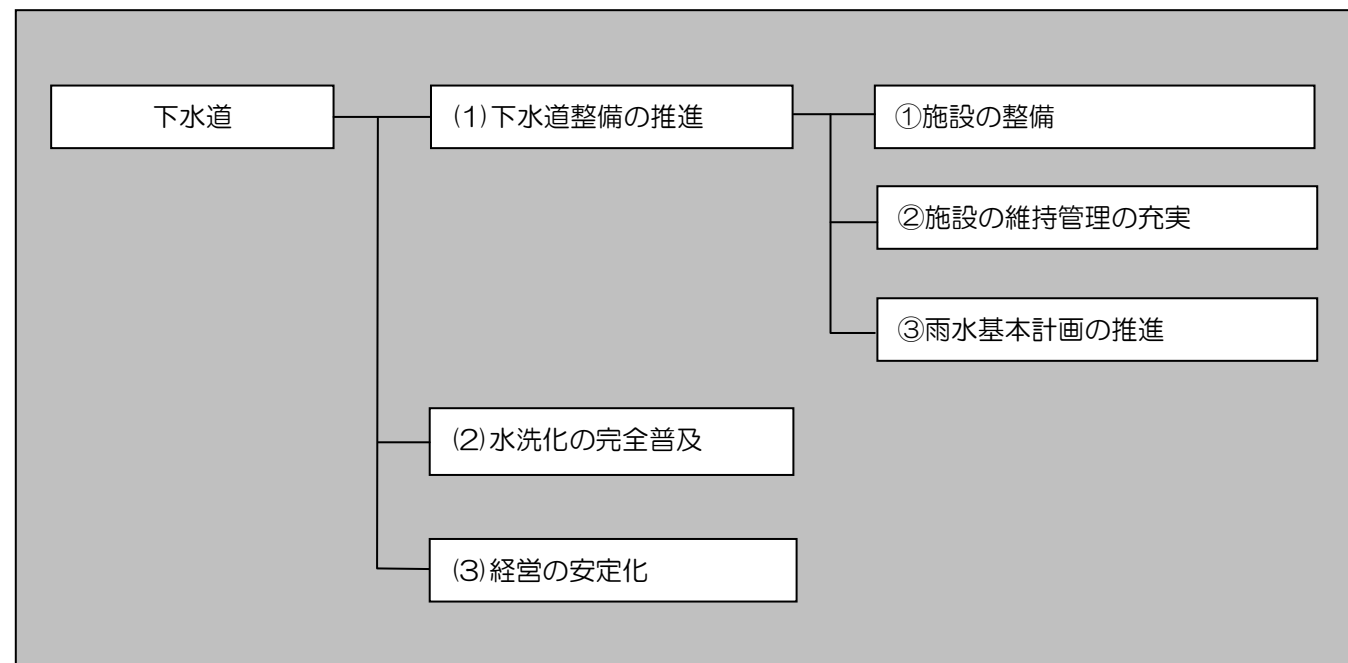 下水道
(1)下水道整備の推進
①施設の整備
②施設の維持管理の充実
③雨水基本計画の推進
(2)水洗化の完全普及
(3)経営の安定化